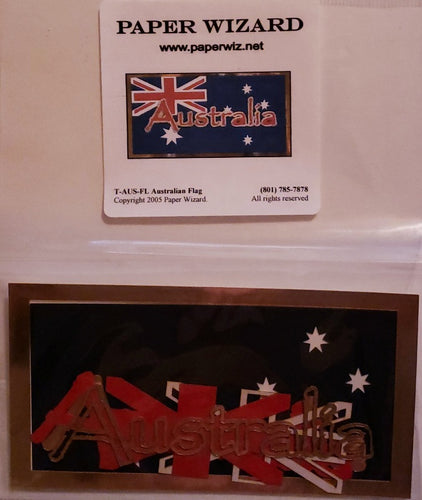 PAPER WIZARD
www.paperwiz.net
Australia
T-AUS-FL Australian Flag (801) 785-7878
Copyright 2005 Paper Wizard. All rights reserved
Australia